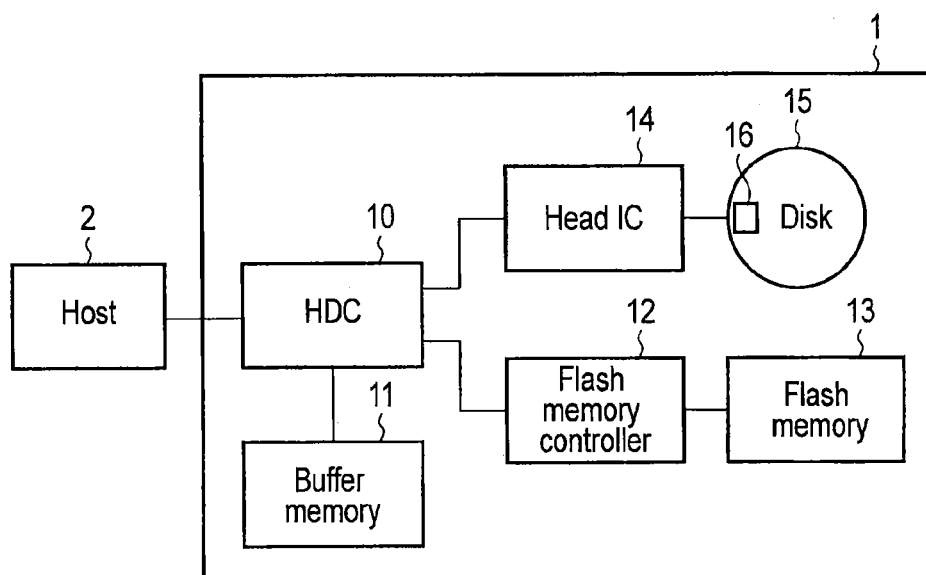 1
14
15
16
Head IC
Disk
2
10
Host
HDC
12
13
Flash
memory
controller
Flash
memory
11
Buffer
memory